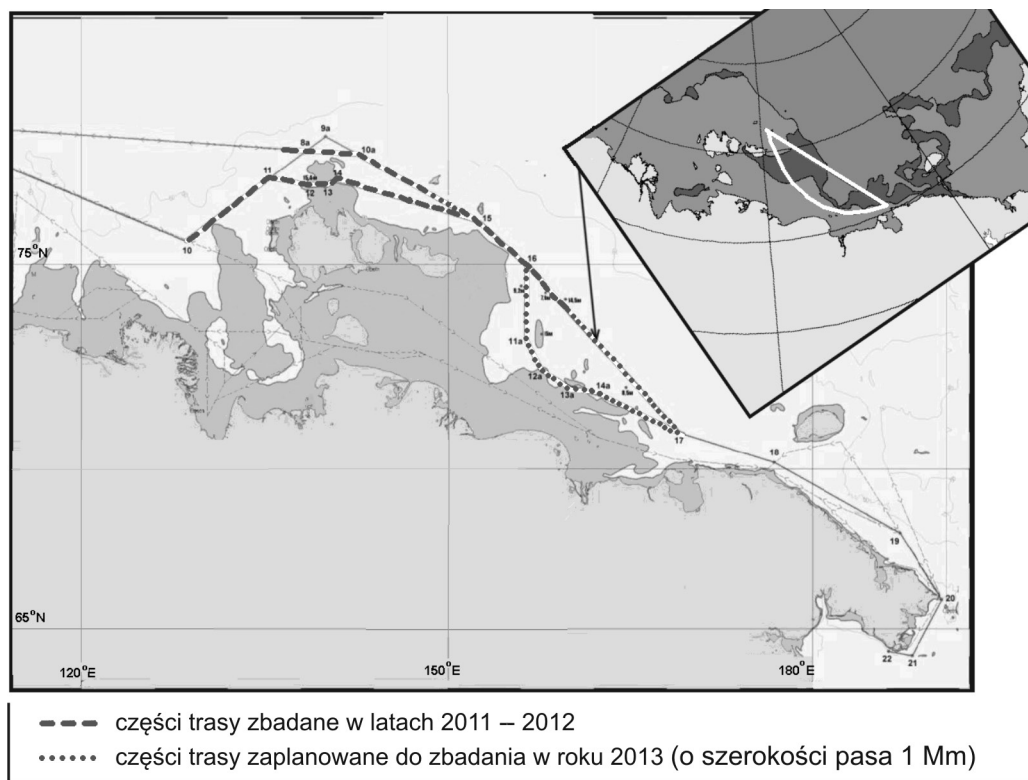 9a
8a
10a
11
14
12
13
15
10
75°N
16
11a
12a
13a
14a
17
18
19
65°N
20
22
21
120°E
150°E
180°E
części trasy zbadane w latach 2011 – 2012
części trasy zaplanowane do zbadania w roku 2013 (o szerokości pasa 1 Mm)